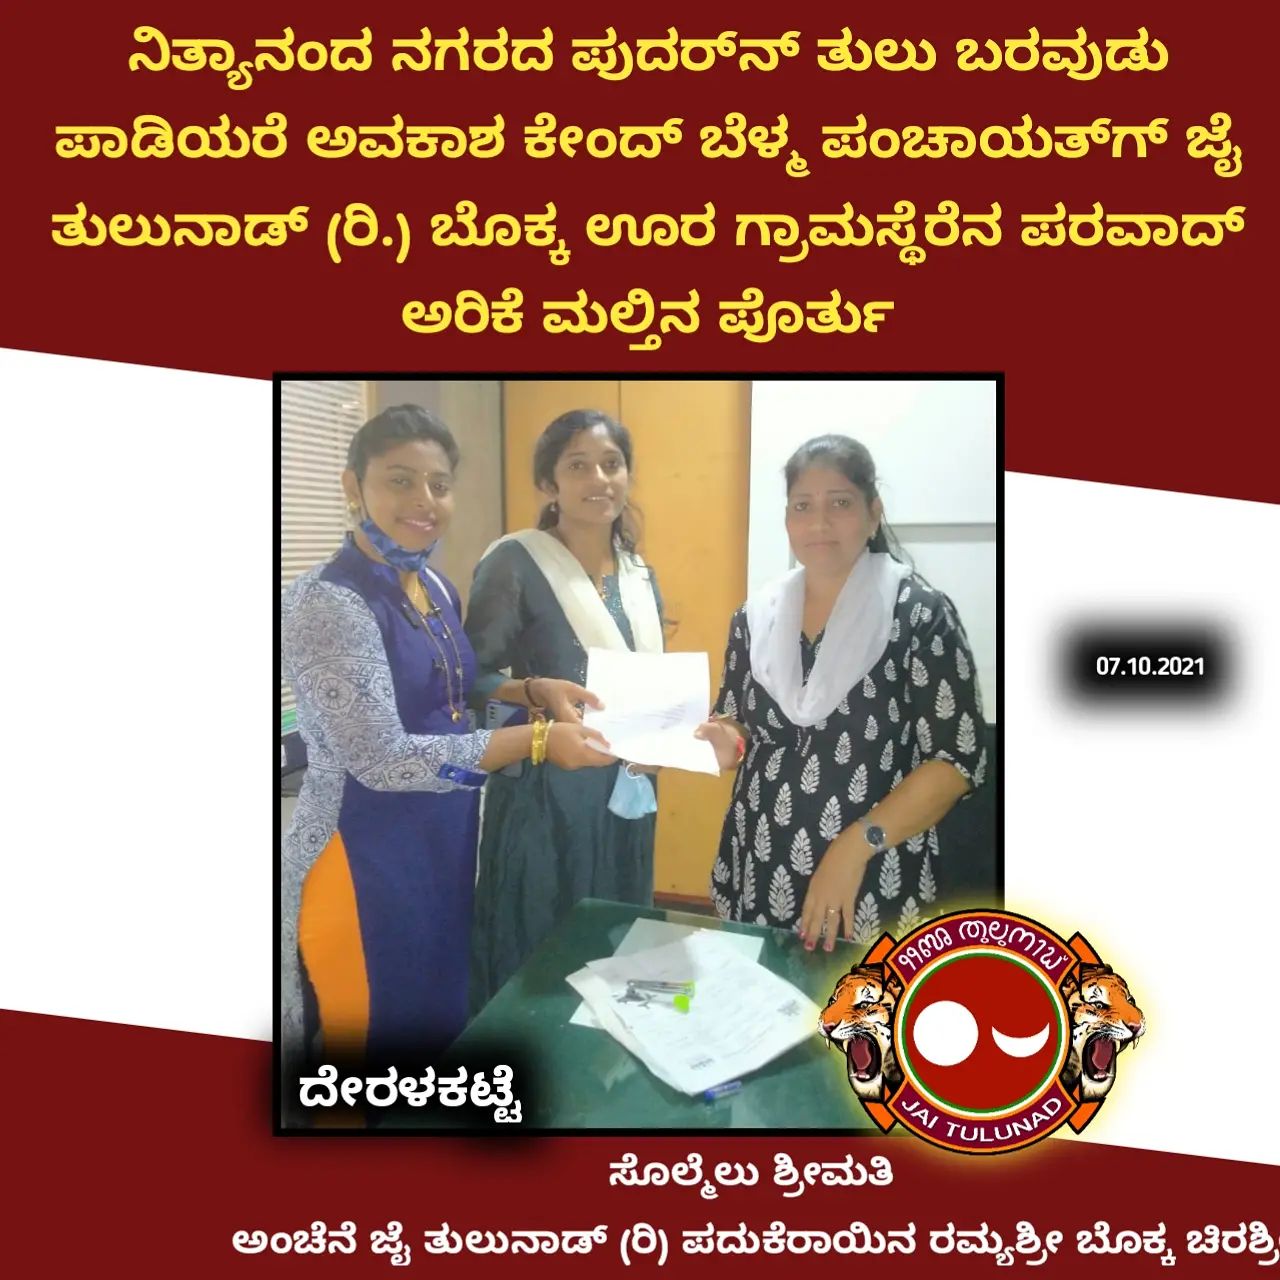 ನಿತ್ಯಾನಂದ ನಗರದ ಪುದರ್‌ನ್ ತುಲು ಬರವುಡು
ಪಾಡಿಯರೆ ಅವಕಾಶ ಕೇಂದ್ ಬೆಳ್ಮ ಪಂಚಾಯತ್‌ಗ್ ಜೈ
ತುಲುನಾಡ್ (ರಿ.) ಬೊಕ್ಕ ಊರ ಗ್ರಾಮಸ್ಥೆರೆನ ಪರವಾದ್
ಅರಿಕೆ ಮಲ್ತಿನ ಪೊರ್ತು
07.10.2021
JAI TULUNAD
ದೇರಳಕಟ್ಟೆ
ಸೊಲ್ಮೆಲು ಶ್ರೀಮತಿ
ಅಂಚೆನೆ ಜೈ ತುಲುನಾಡ್ (ರಿ) ಪದುಕೆರಾಯಿನ ರಮ್ಯಶ್ರೀ ಬೊಕ್ಕ